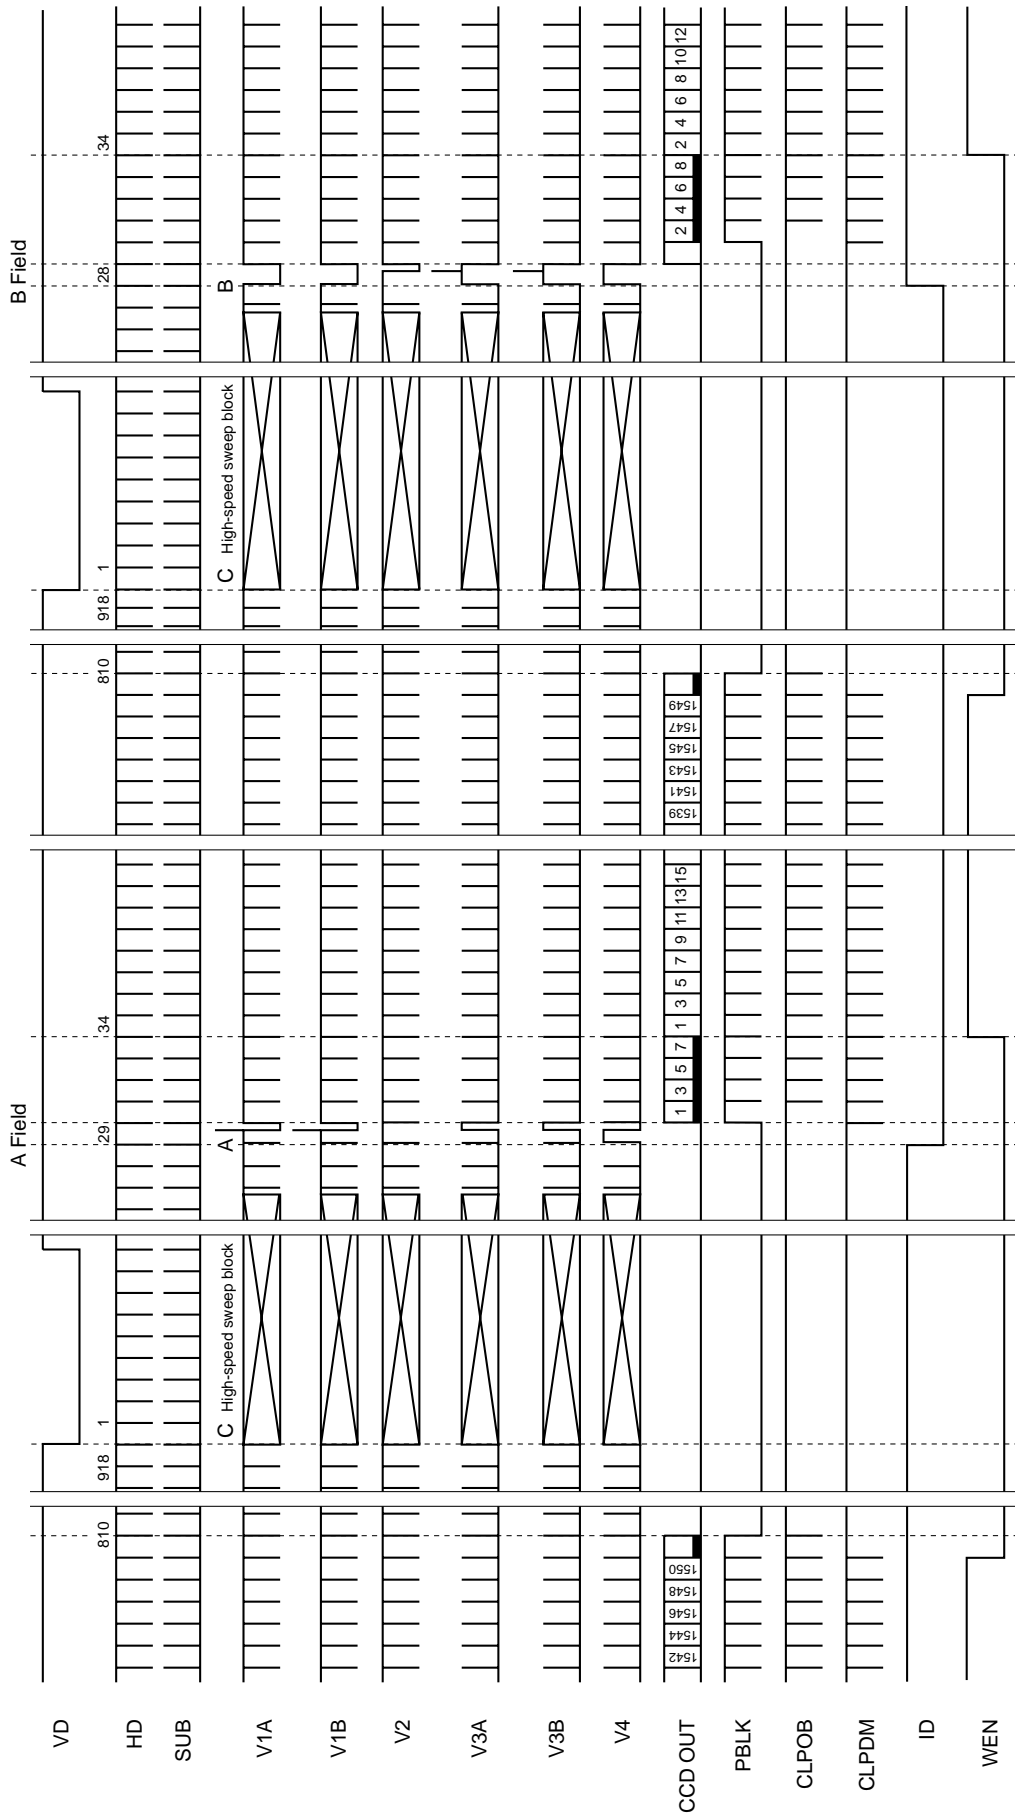 A Field B Field
VD
810 918 1 29 34 810 918 1 28 34
HD
SUB
C High-speed sweep block A C High-speed sweep block B
V1A
V1B
V2
V3A
V3B
V4
CCD OUT 1542 1544 1546 1548 1550 1 3 5 7 1 3 5 7 9 11 13 15 1539 1541 1543 1545 1547 1549 2 4 6 8 2 4 6 8 10 12
PBLK
CLPOB
CLPDM
ID
WEN